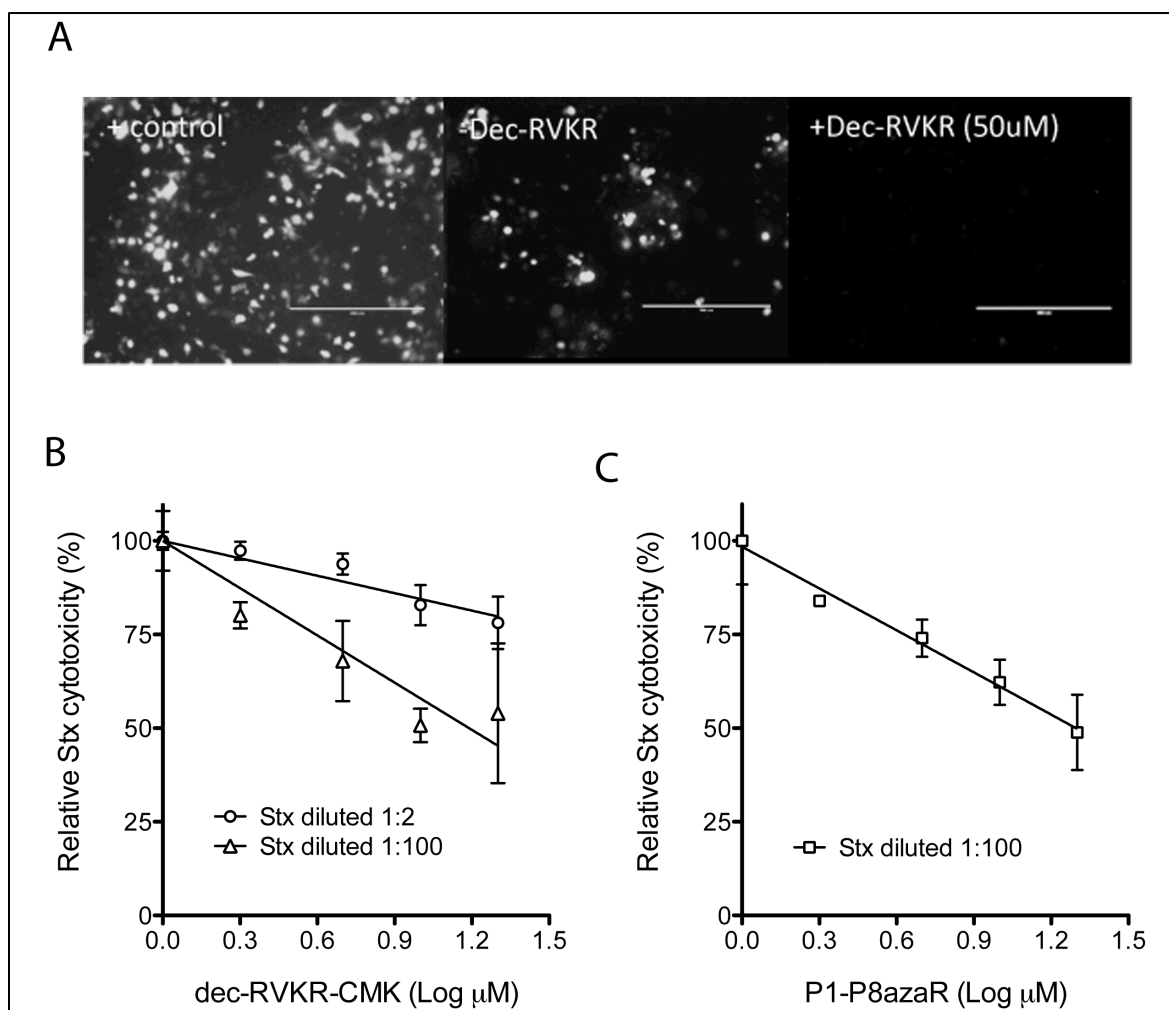 A
+ control
-Dec-RVKR
+Dec-RVKR (50uM)
B
C
Relative Stx cytotoxicity (%)
100
75
50
25
0
Stx diluted 1:2
Stx diluted 1:100
0.0 0.3 0.6 0.9 1.2 1.5
dec-RVKR-CMK (Log μM)
Relative Stx cytotoxicity (%)
100
75
50
25
0
Stx diluted 1:100
0.0 0.3 0.6 0.9 1.2 1.5
P1-P8azaR (Log μM)